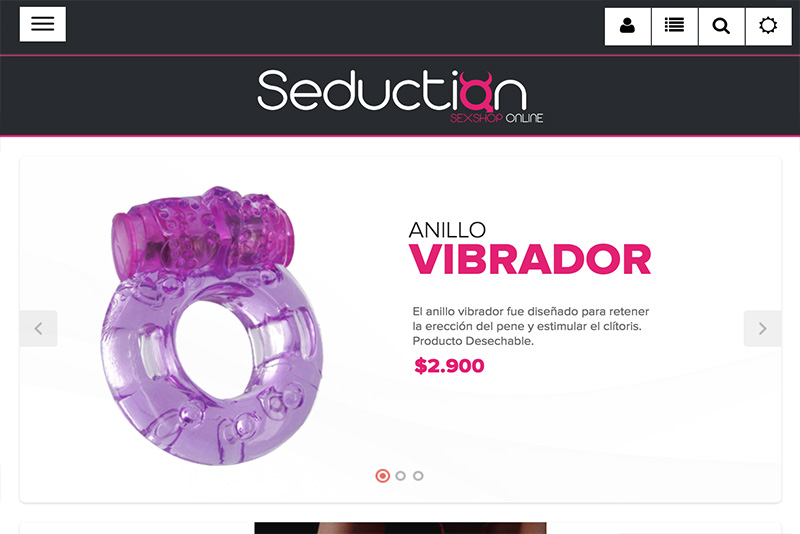 Seduction
SEXSHOP ONLINE
ANILLO
VIBRADOR
El anillo vibrador fue diseñado para retener
la erección del pene y estimular el clítoris.
Producto Desechable.
$2.900